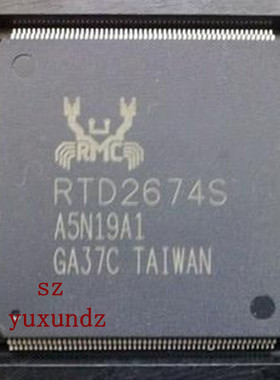 RMC
RTD2674S
A5N19A1
GA37C TAIWAN
sz
yuxundz